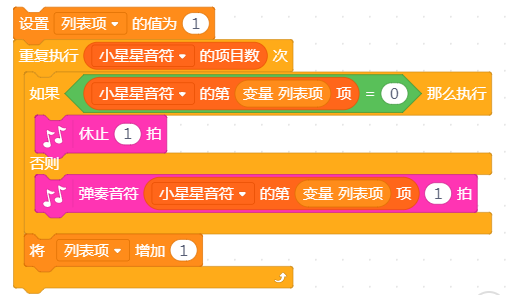 设置 列表项 的值为 1
重复执行 小星星音符 的项目数 次
如果 小星星音符 的第 变量 列表项 项 = 0 那么执行
休止 1 拍
否则
弹奏音符 小星星音符 的第 变量 列表项 项 1 拍
将 列表项 增加 1